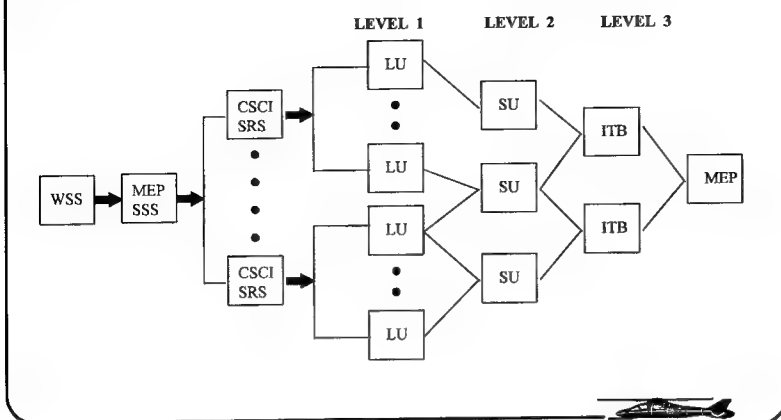 LEVEL 1 LEVEL 2 LEVEL 3
LU
CSCI
SRS
SU
ITB
LU
WSS
MEP
SSS
SU
MEP
LU
ITB
CSCI
SRS
SU
LU